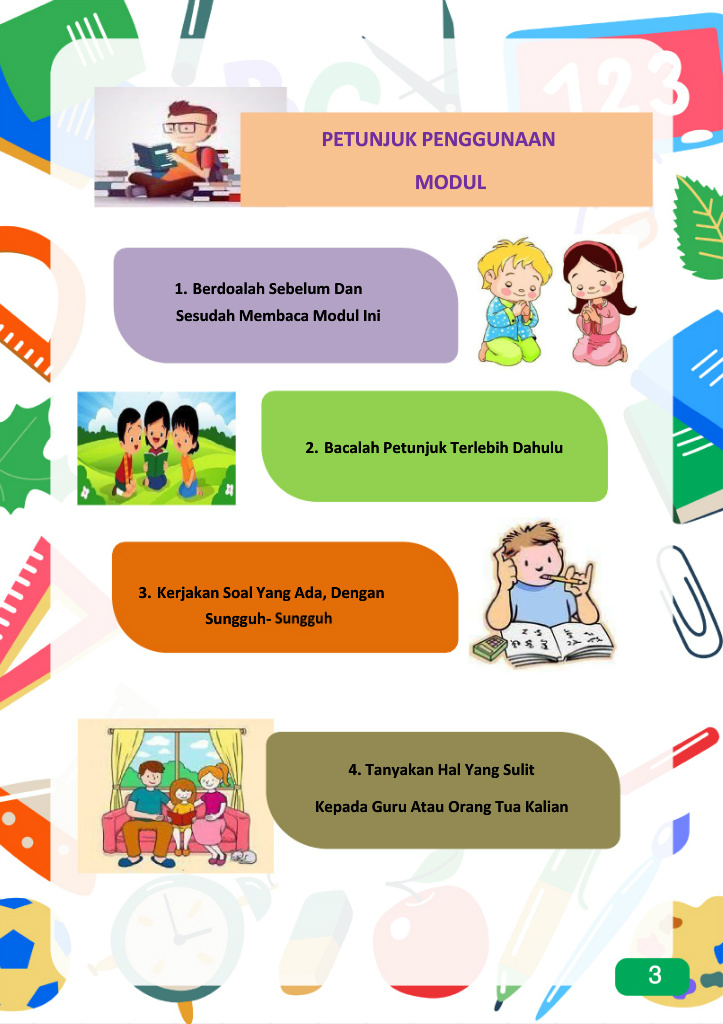 123
PETUNJUK PENGGUNAAN
MODUL
1. Berdoalah Sebelum Dan
Sesudah Membaca Modul Ini
2. Bacalah Petunjuk Terlebih Dahulu
3. Kerjakan Soal Yang Ada, Dengan
Sungguh- Sungguh
4. Tanyakan Hal Yang Sulit
Kepada Guru Atau Orang Tua Kalian
3